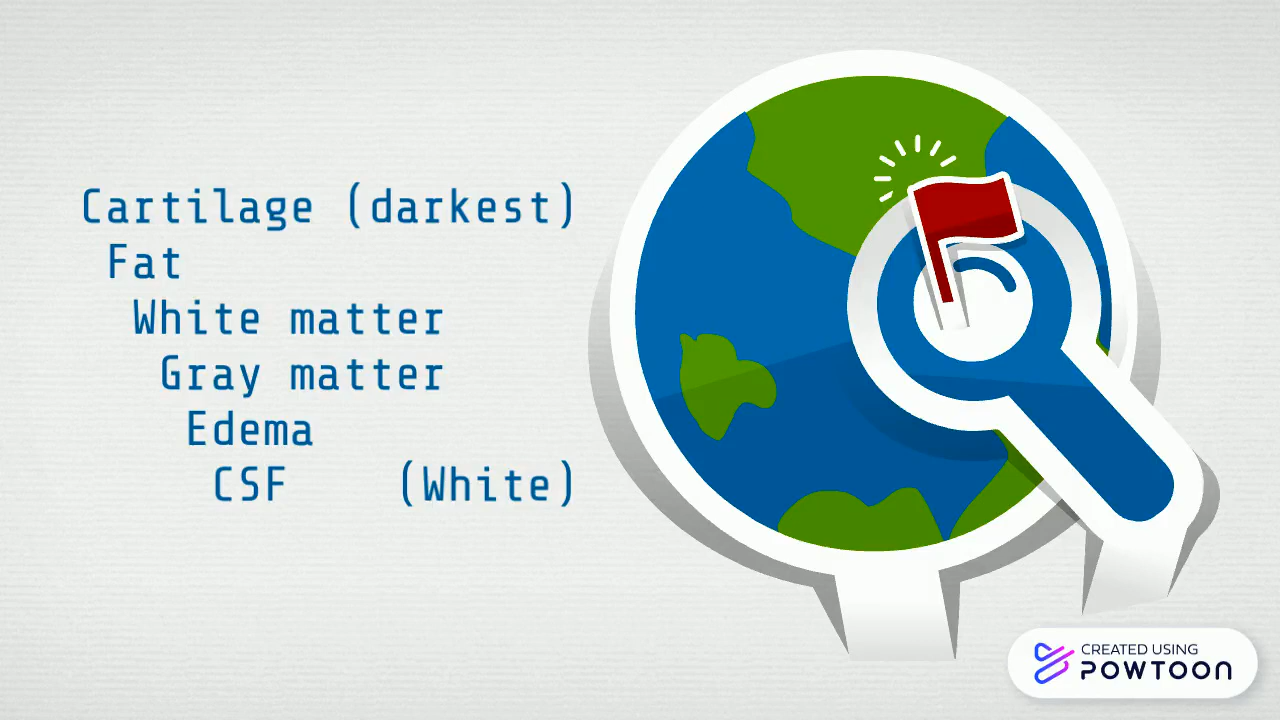 Cartilage (darkest)
Fat
White matter
Gray matter
Edema
CSF (White)
CREATED USING
POWTOON